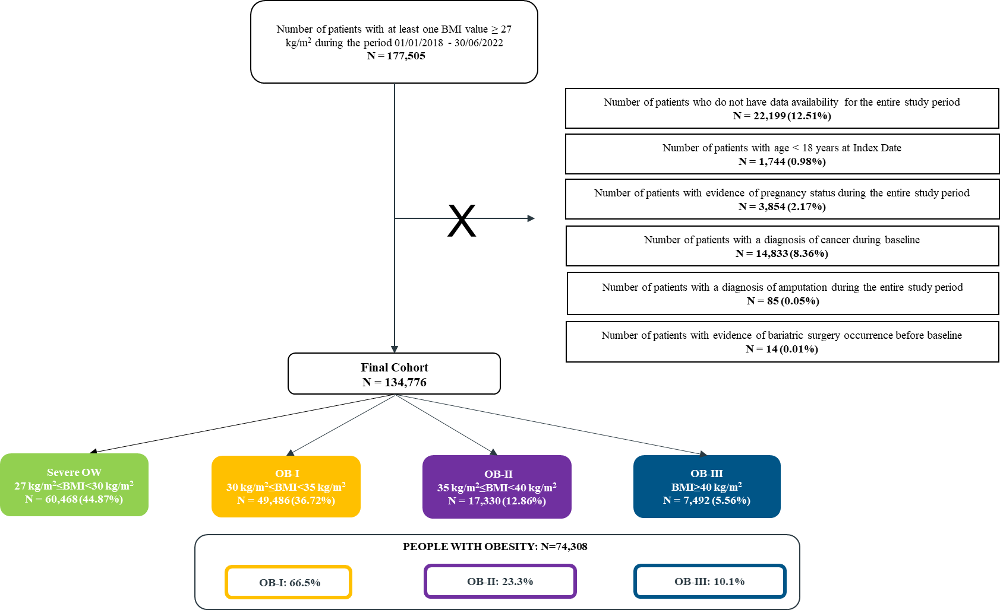 Number of patients with at least one BMI value ≥ 27
kg/m² during the period 01/01/2018 - 30/06/2022
N = 177,505
Number of patients who do not have data availability for the entire study period
N = 22,199 (12.51%)
Number of patients with age < 18 years at Index Date
N = 1,744 (0.98%)
Number of patients with evidence of pregnancy status during the entire study period
N = 3,854 (2.17%)
X
Number of patients with a diagnosis of cancer during baseline
N = 14,833 (8.36%)
Number of patients with a diagnosis of amputation during the entire study period
N = 85 (0.05%)
Number of patients with evidence of bariatric surgery occurrence before baseline
N = 14 (0.01%)
Final Cohort
N = 134,776
Severe OW
27 kg/m²≤BMI<30 kg/m²
N = 60,468 (44.87%)
OB-I
30 kg/m²≤BMI<35 kg/m²
N = 49,486 (36.72%)
OB-II
35 kg/m²≤BMI<40 kg/m²
N = 17,330 (12.86%)
OB-III
BMI≥40 kg/m²
N = 7,492 (5.56%)
PEOPLE WITH OBESITY: N=74,308
OB-I: 66.5%
OB-II: 23.3%
OB-III: 10.1%